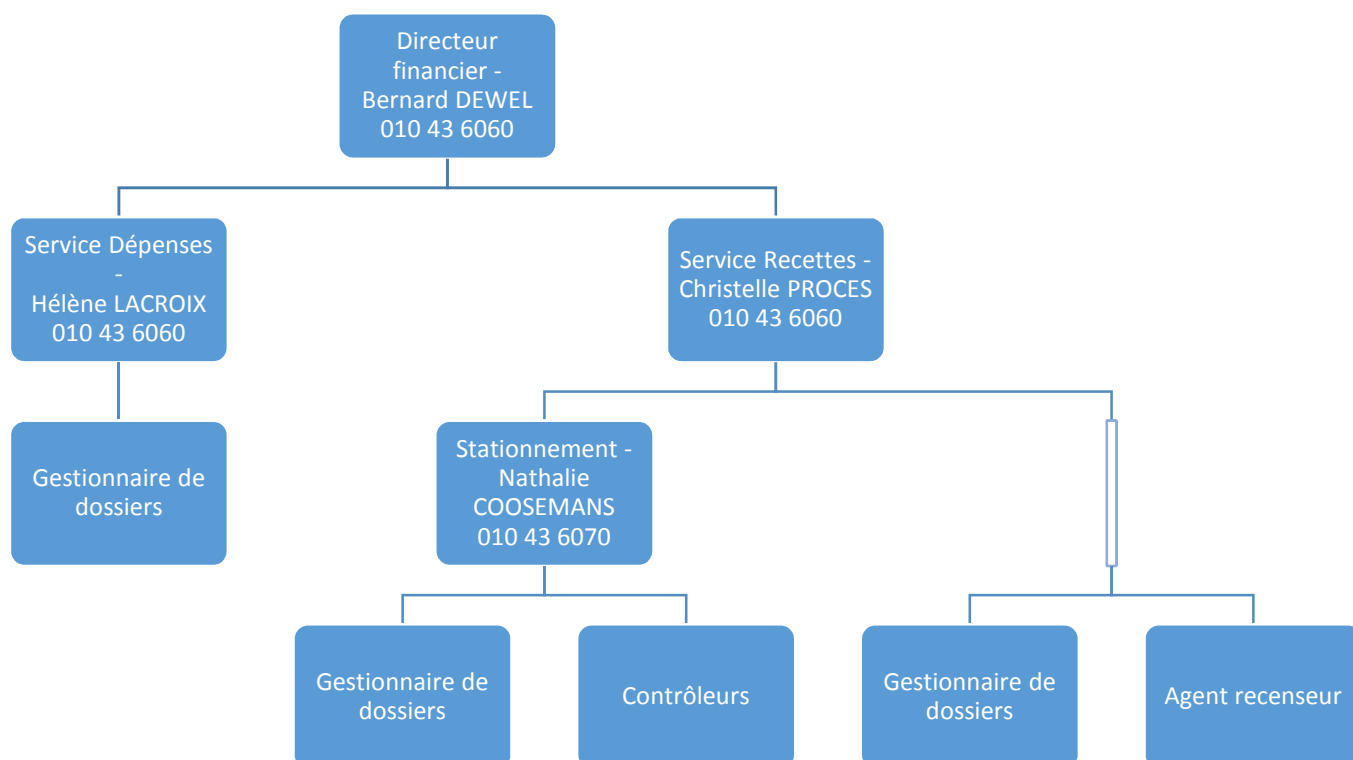 Directeur
financier -
Bernard DEWEL
010 43 6060
Service Dépenses
-
Hélène LACROIX
010 43 6060
Service Recettes -
Christelle PROCES
010 43 6060
Gestionnaire de
dossiers
Stationnement -
Nathalie
COOSEMANS
010 43 6070
Gestionnaire de
dossiers
Contrôleurs
Gestionnaire de
dossiers
Agent recenseur